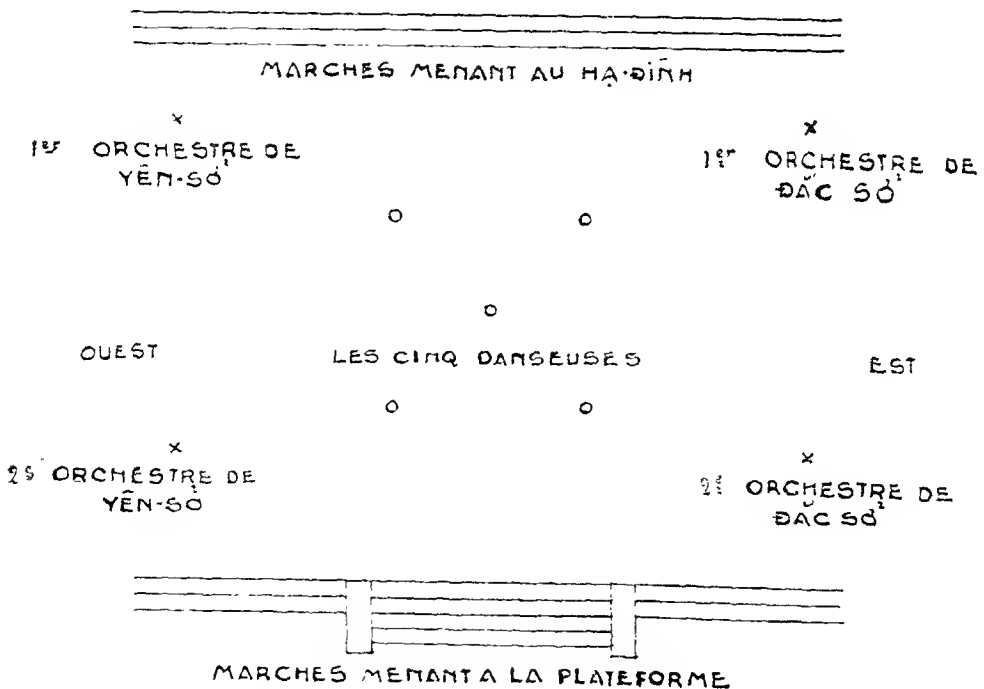 MARCHES MENANT AU HẠ-ĐÌNH
1er ORCHESTRE DE
YÊN-SỞ
1er ORCHESTRE DE
ĐẮC SỞ
OUEST
LES CINQ DANSEUSES
EST
2e ORCHESTRE DE
YÊN-SỞ
2e ORCHESTRE DE
ĐẮC SỞ
MARCHES MENANT A LA PLATEFORME